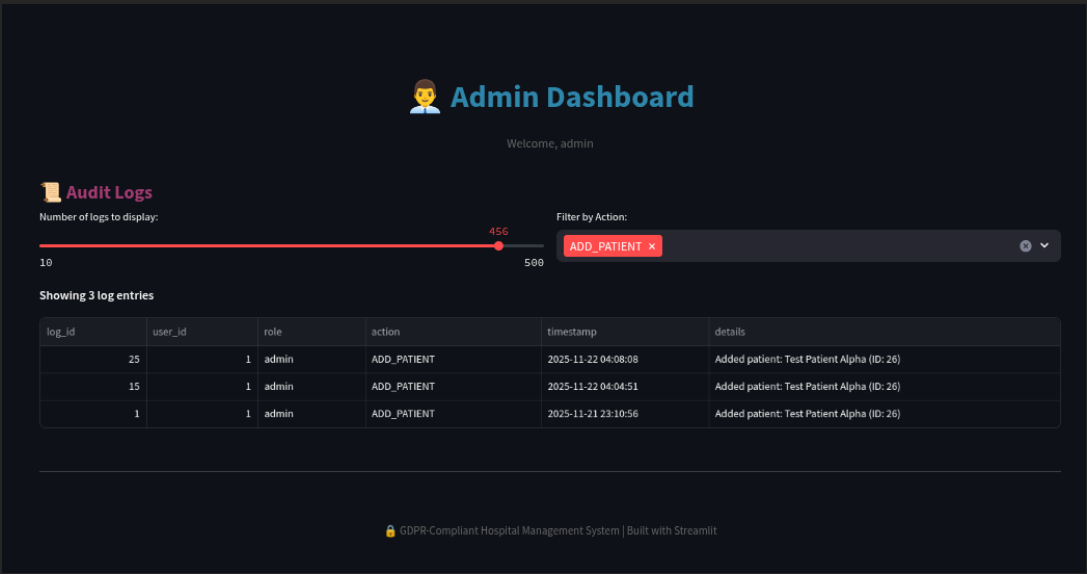 👨‍💼 Admin Dashboard
Welcome, admin
📜 Audit Logs
Number of logs to display:
456
10 500
Filter by Action:
ADD_PATIENT ×
Showing 3 log entries
log_id user_id role action timestamp details
25 1 admin ADD_PATIENT 2025-11-22 04:08:08 Added patient: Test Patient Alpha (ID: 26)
15 1 admin ADD_PATIENT 2025-11-22 04:04:51 Added patient: Test Patient Alpha (ID: 26)
1 1 admin ADD_PATIENT 2025-11-21 23:10:56 Added patient: Test Patient Alpha (ID: 26)
🔒 GDPR-Compliant Hospital Management System | Built with Streamlit